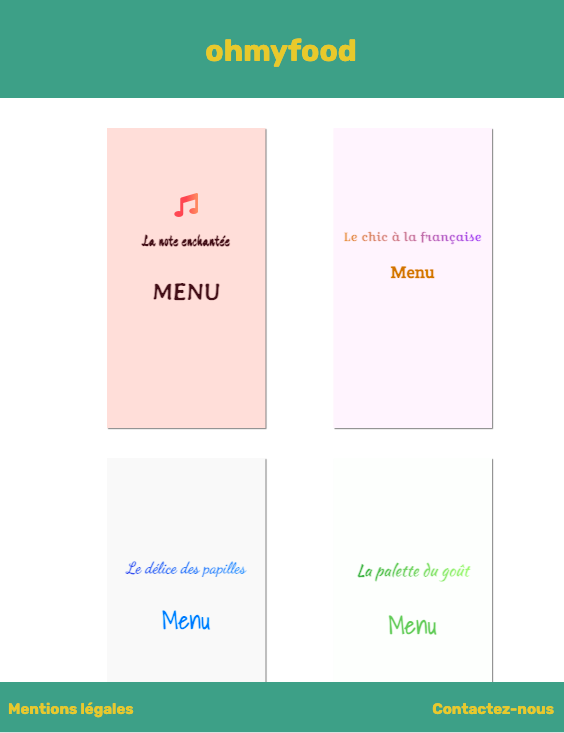 ohmyfood
La note enchantée
MENU
Le chic à la française
Menu
Le délice des papilles
Menu
La palette du goût
Menu
Mentions légales
Contactez-nous